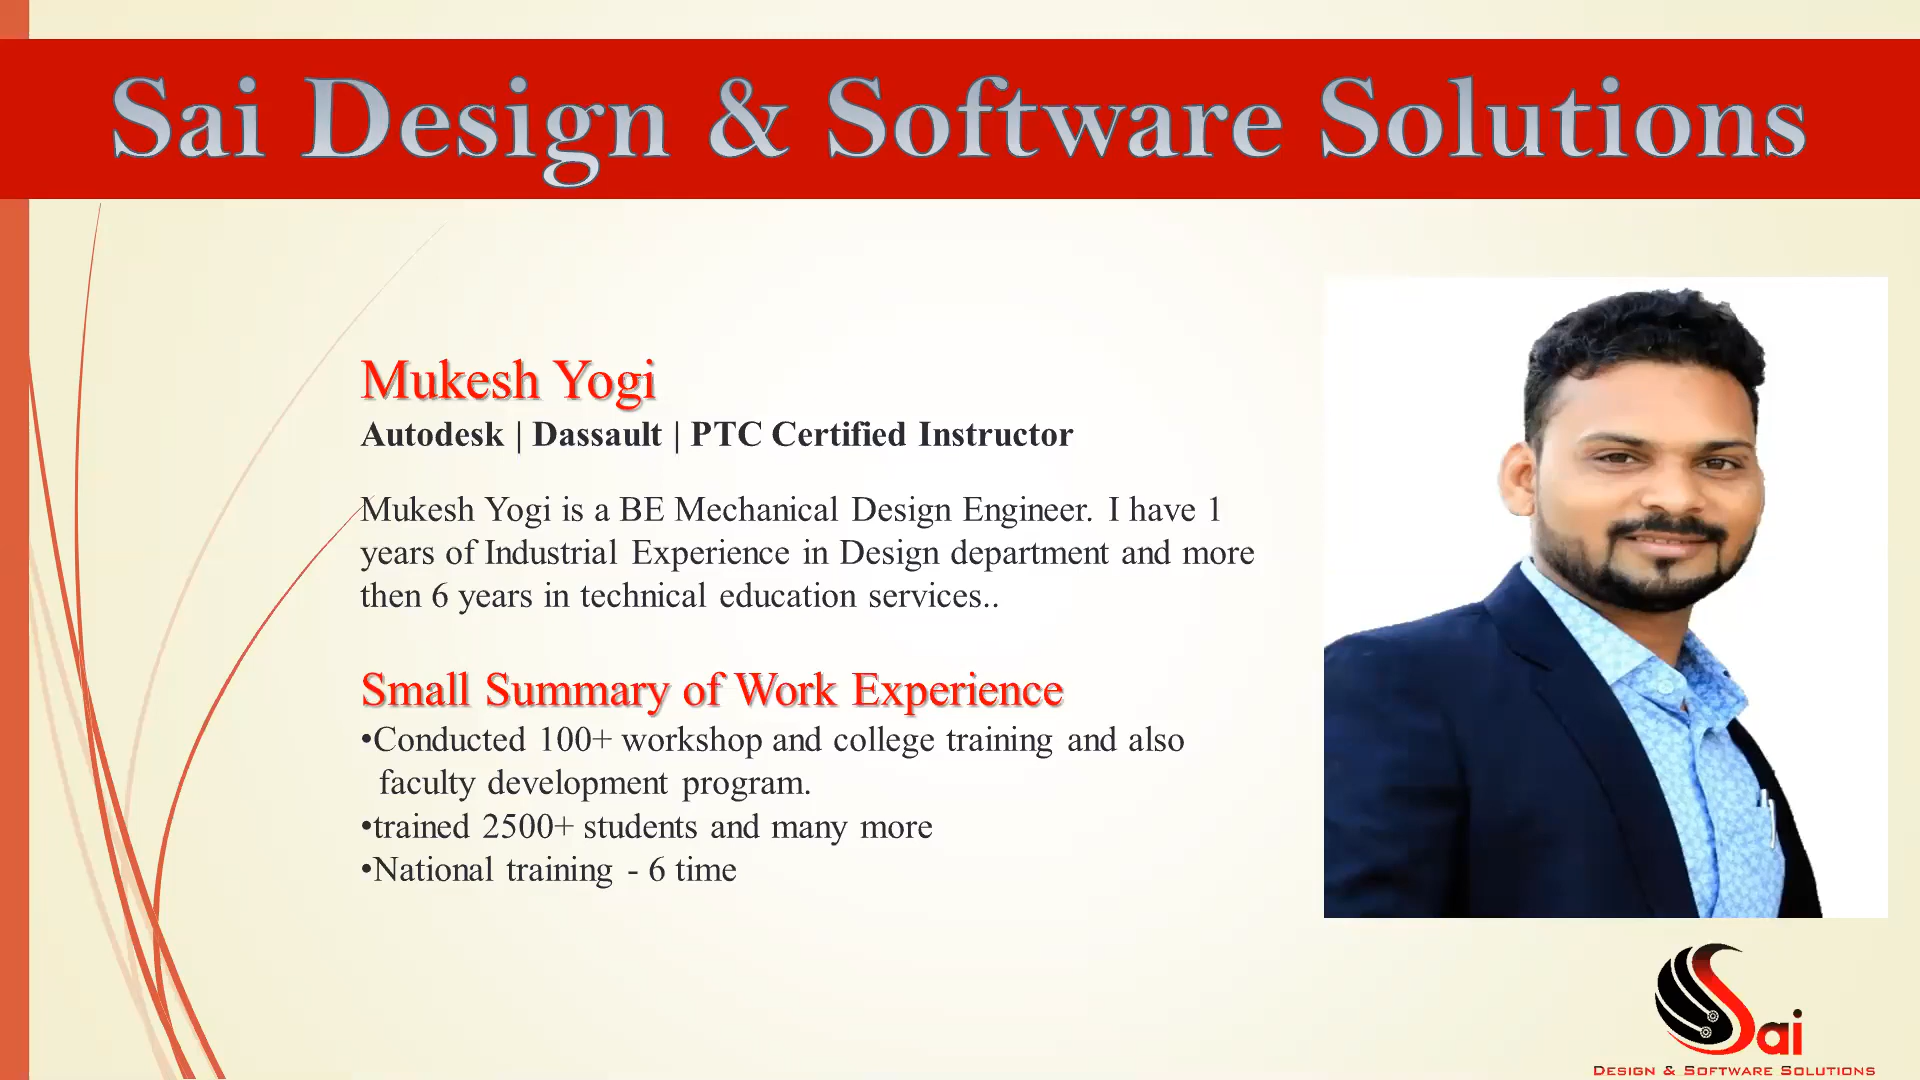 Sai Design & Software Solutions
Mukesh Yogi
Autodesk | Dassault | PTC Certified Instructor
Mukesh Yogi is a BE Mechanical Design Engineer. I have 1
years of Industrial Experience in Design department and more
then 6 years in technical education services..
Small Summary of Work Experience
•Conducted 100+ workshop and college training and also
faculty development program.
•trained 2500+ students and many more
•National training - 6 time
Sai
Design & Software Solutions